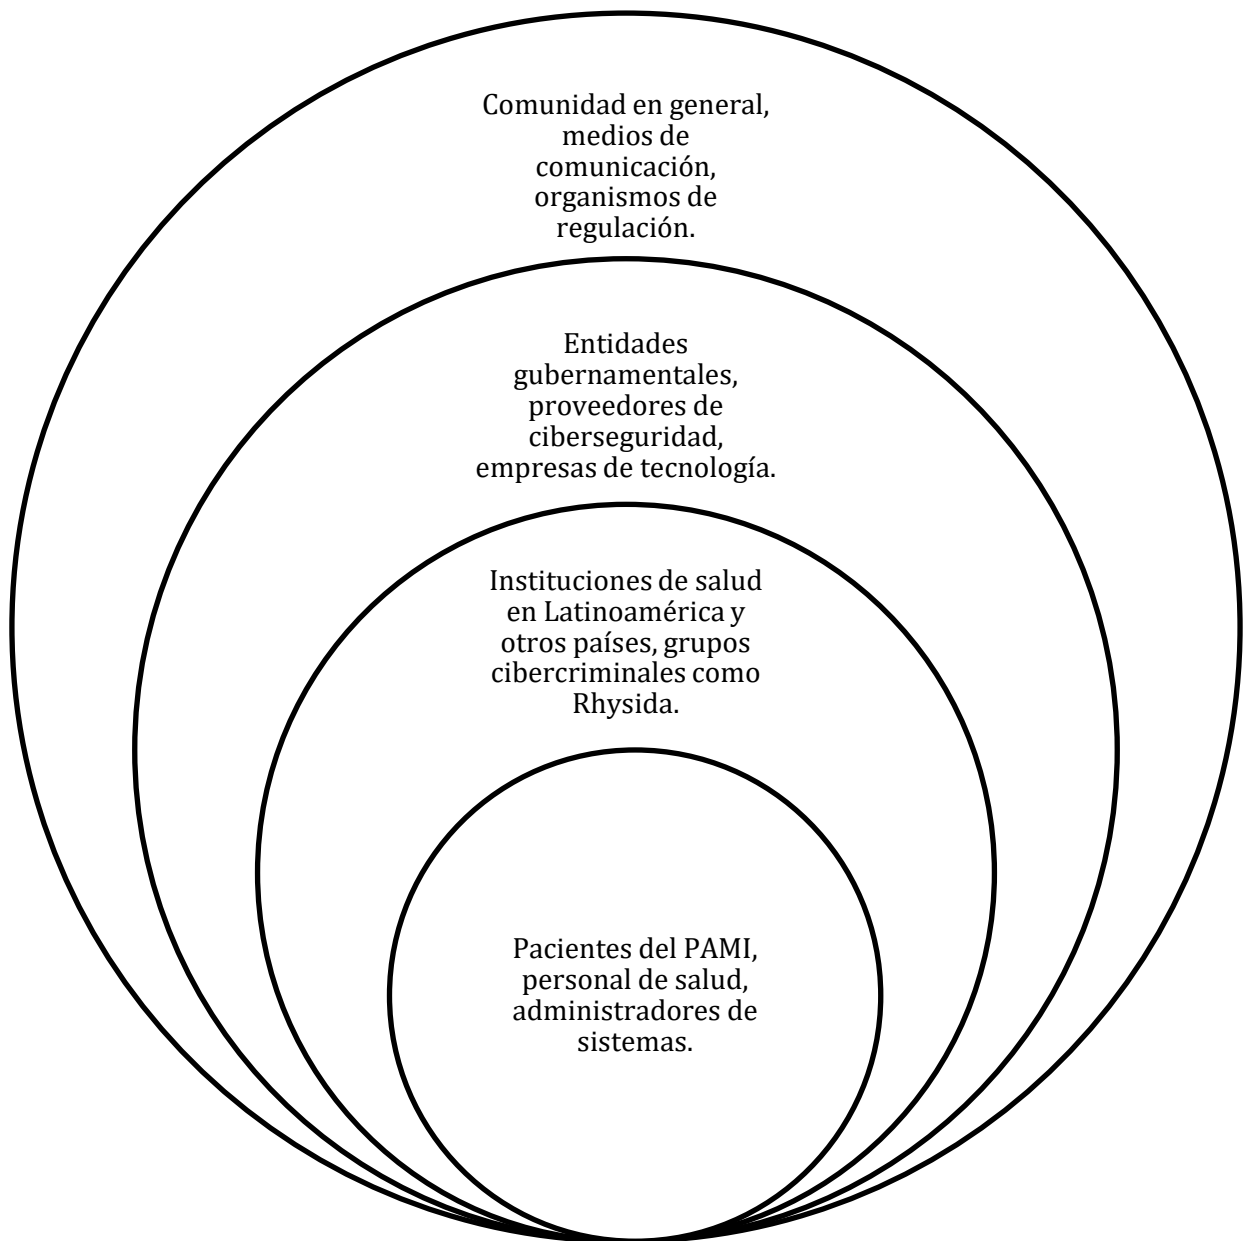 Comunidad en general,
medios de
comunicación,
organismos de
regulación.
Entidades
gubernamentales,
proveedores de
ciberseguridad,
empresas de tecnología.
Instituciones de salud
en Latinoamérica y
otros países, grupos
cibercriminales como
Rhysida.
Pacientes del PAMI,
personal de salud,
administradores de
sistemas.